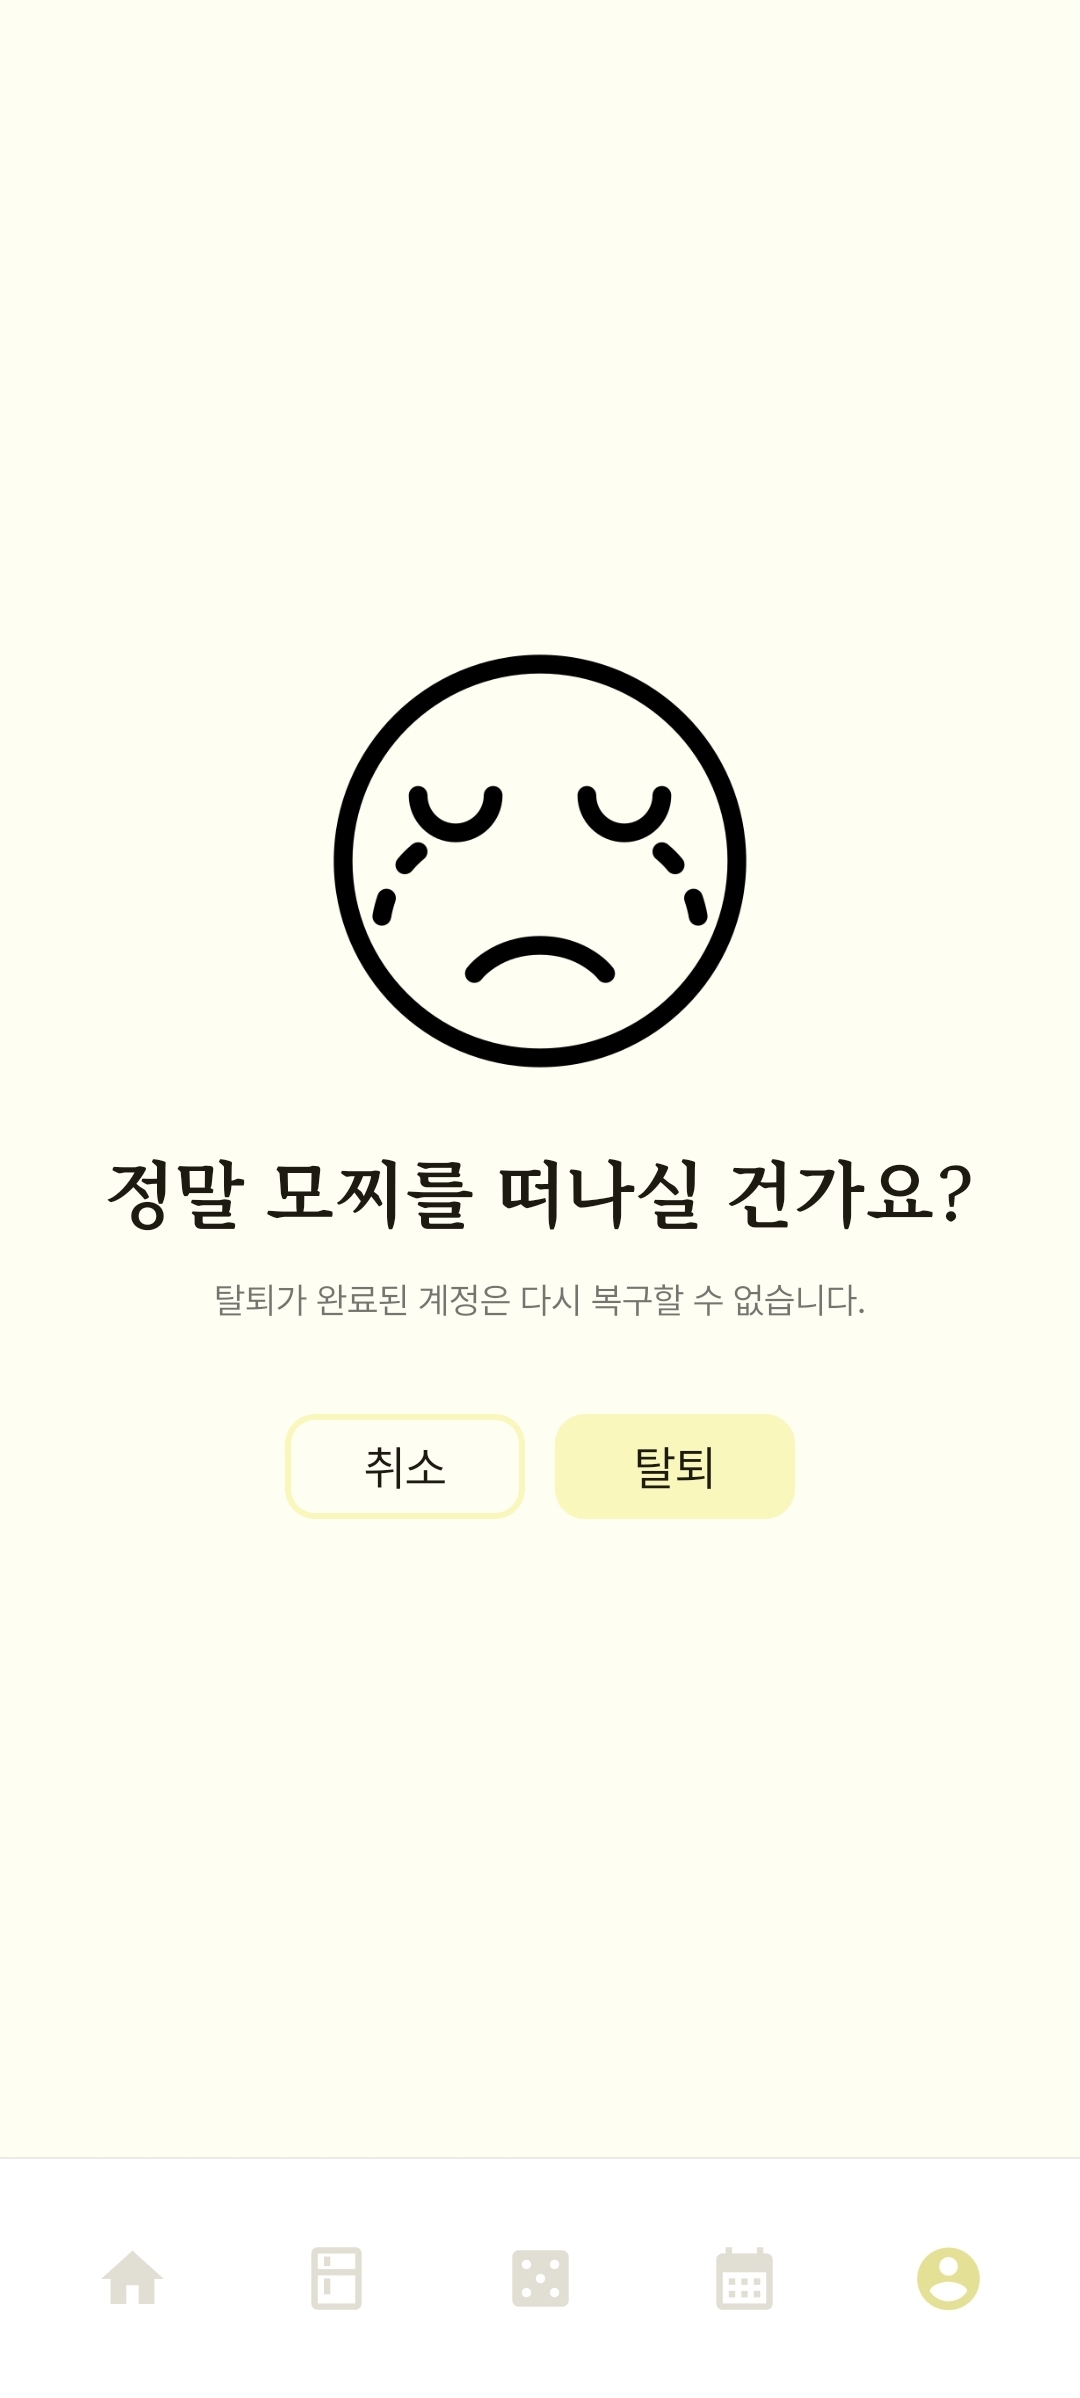 정말 모찌를 떠나실 건가요?
탈퇴가 완료된 계정은 다시 복구할 수 없습니다.
취소
탈퇴